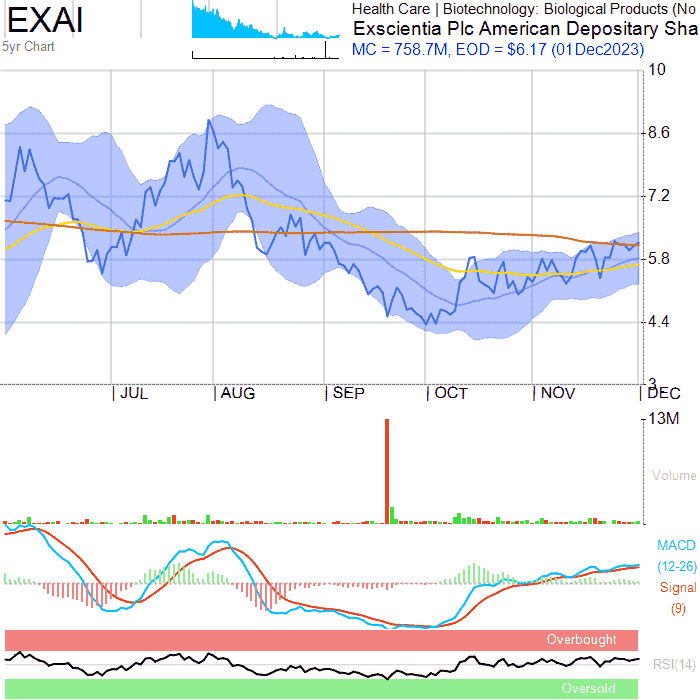 EXAI
Health Care | Biotechnology: Biological Products (No
Exscientia Plc American Depositary Sha
5yr Chart
MC = 758.7M, EOD = $6.17 (01Dec2023)
10
8.6
7.2
5.8
4.4
3
JUL AUG SEP OCT NOV DEC
13M
Volume
MACD
(12-26)
Signal
(9)
Overbought
RSI(14)
Oversold